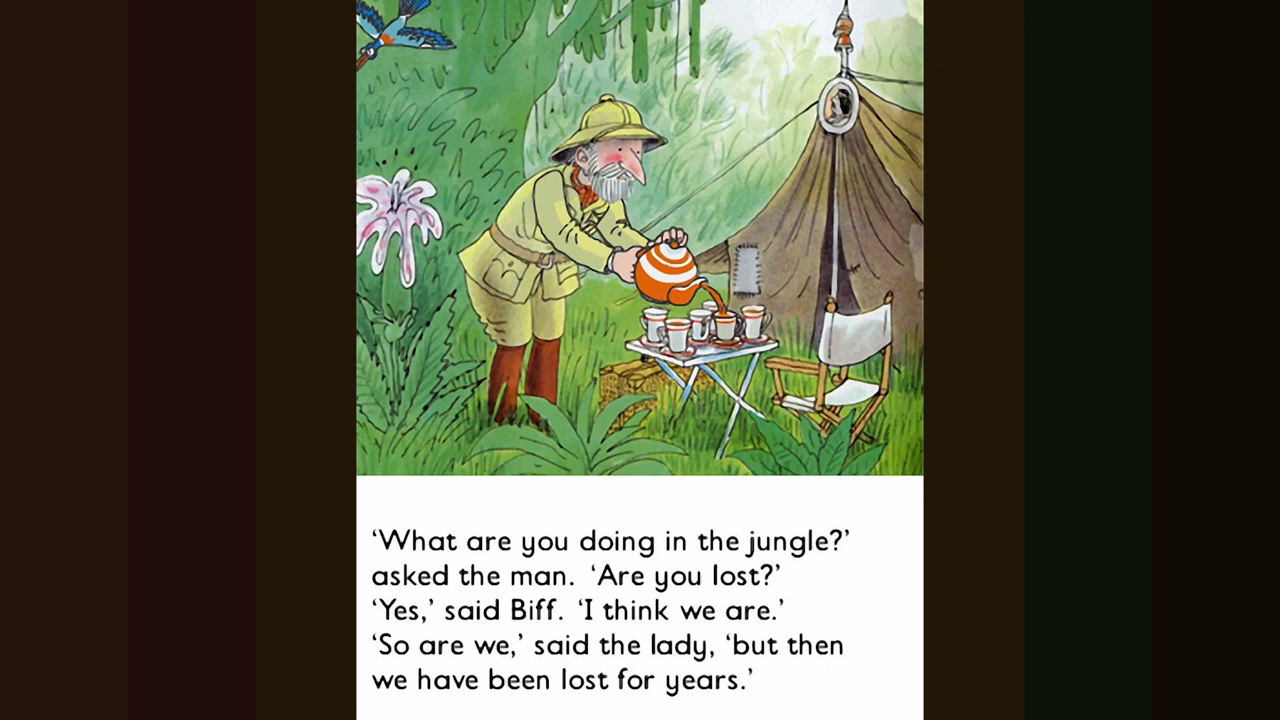 ‘What are you doing in the jungle?’
asked the man. ‘Are you lost?’
‘Yes,’ said Biff. ‘I think we are.’
‘So are we,’ said the lady, ‘but then
we have been lost for years.’